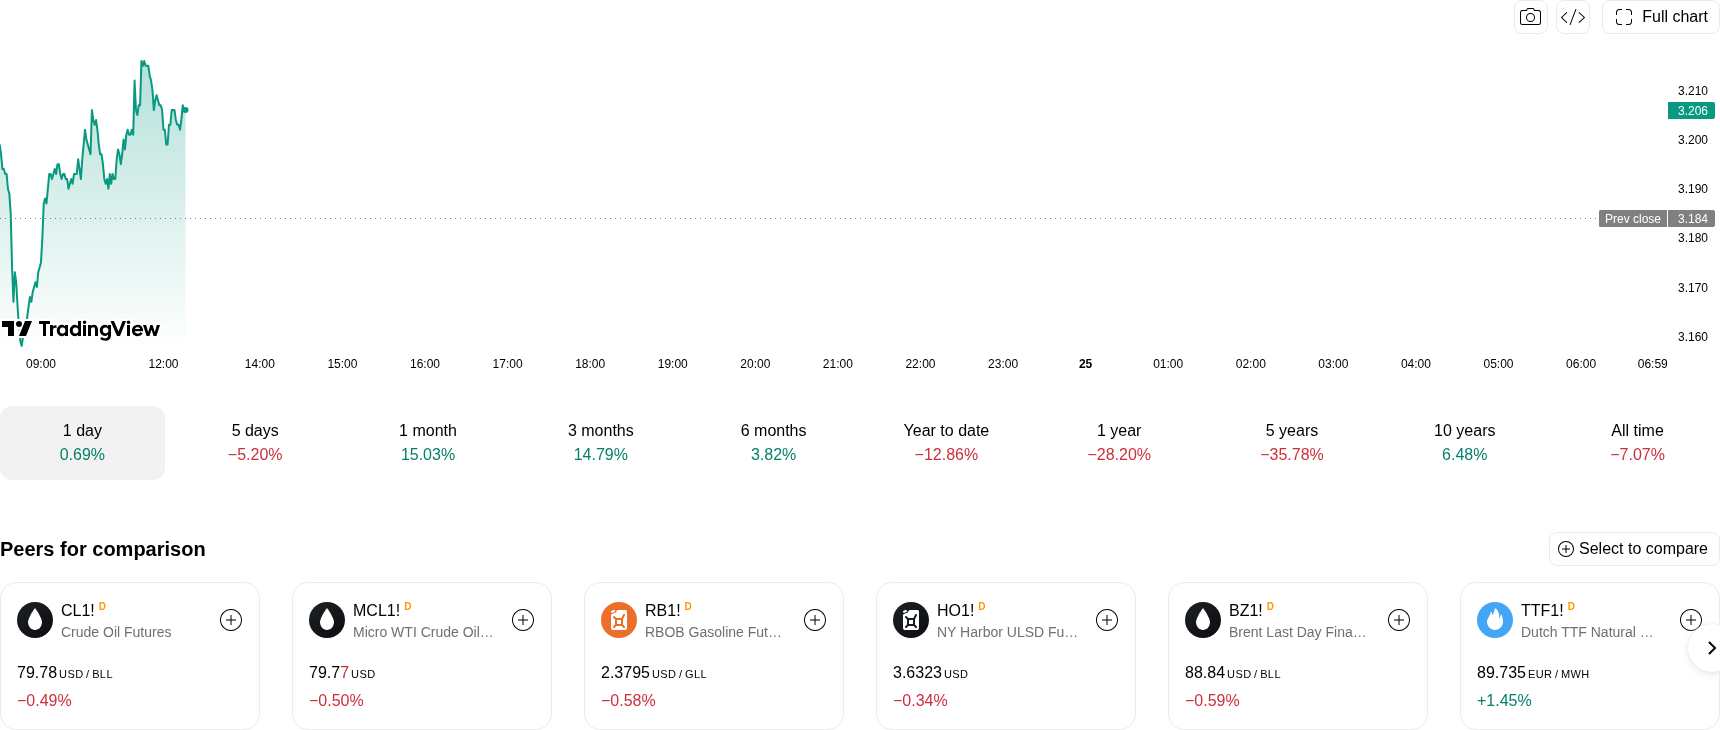 Full chart
3.210
3.206
3.200
3.190
Prev close 3.184
3.180
3.170
3.160
TradingView
09:00 12:00 14:00 15:00 16:00 17:00 18:00 19:00 20:00 21:00 22:00 23:00 25 01:00 02:00 03:00 04:00 05:00 06:00 06:59
1 day 5 days 1 month 3 months 6 months Year to date 1 year 5 years 10 years All time
0.69% −5.20% 15.03% 14.79% 3.82% −12.86% −28.20% −35.78% 6.48% −7.07%
Peers for comparison
Select to compare
CL1! D
Crude Oil Futures
79.78 USD / BLL
−0.49%
MCL1! D
Micro WTI Crude Oil…
79.77 USD
−0.50%
RB1! D
RBOB Gasoline Fut…
2.3795 USD / GLL
−0.58%
HO1! D
NY Harbor ULSD Fu…
3.6323 USD
−0.34%
BZ1! D
Brent Last Day Fina…
88.84 USD / BLL
−0.59%
TTF1! D
Dutch TTF Natural …
89.735 EUR / MWH
+1.45%